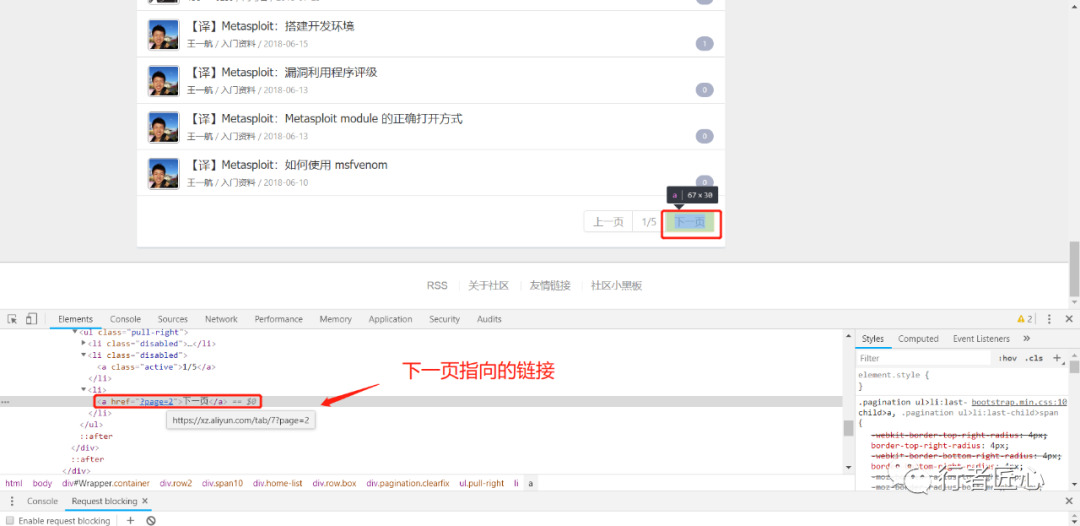 【译】Metasploit：搭建开发环境
王一航 / 入门资料 / 2018-06-15
1
【译】Metasploit：漏洞利用程序评级
王一航 / 入门资料 / 2018-06-13
0
【译】Metasploit：Metasploit module 的正确打开方式
王一航 / 入门资料 / 2018-06-13
0
【译】Metasploit：如何使用 msfvenom
王一航 / 入门资料 / 2018-06-10
0
a | 67 × 30
上一页 1/5 下一页
RSS 关于社区 友情链接 社区小黑板
Elements Console Sources Network Performance Memory Application Security Audits 2
<ul class="pull-right">
<li class="disabled">…</li>
<li class="disabled">
<a class="active">1/5</a>
</li>
<li>
<a href="?page=2">下一页</a> == $0
</li>
</ul>
::after
</div>
::after
</div>
下一页指向的链接
https://xz.aliyun.com/tab/7?page=2
Styles Computed Event Listeners »
Filter :hov .cls +
element.style {
}
.pagination ul>li:last- bootstrap.min.css:10
child>a, .pagination ul>li:last-child>span
{
-webkit-border-top-right-radius: 4px;
border-top-right-radius: 4px;
-webkit-border-bottom-right-radius: 4px;
html body div#Wrapper.container div.row2 div.span10 div.home-list div.row.box div.pagination.clearfix ul.pull-right li a
行者匠心
Console Request blocking ×
Enable request blocking